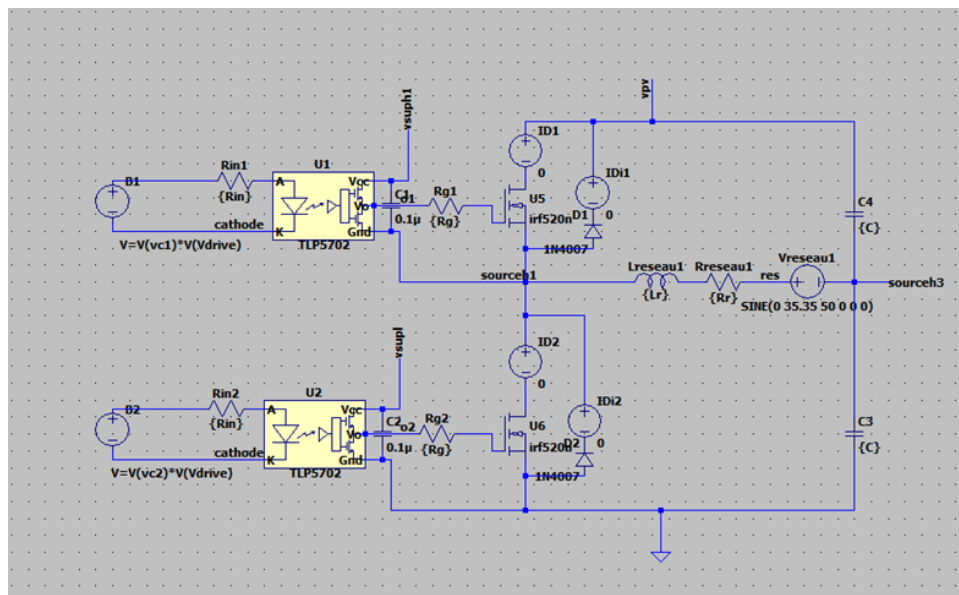 vpv
vsuph1
ID1
0
U1
Rin1
{Rin}
A
K
Vcc
Vo
Gnd
TLP5702
B1
cathode
V=V(vc1)*V(Vdrive)
C1
o1
0.1µ
Rg1
{Rg}
U5
irf520n
IDi1
0
D1
1N4007
C4
{C}
sourceh1
Lreseau1
{Lr}
Rreseau1
{Rr}
res
Vreseau1
SINE(0 35.35 50 0 0 0)
sourceh3
vsupl
ID2
0
U2
Rin2
{Rin}
A
K
Vcc
Vo
Gnd
TLP5702
B2
cathode
V=V(vc2)*V(Vdrive)
C2
o2
0.1µ
Rg2
{Rg}
U6
irf520n
IDi2
0
D2
1N4007
C3
{C}